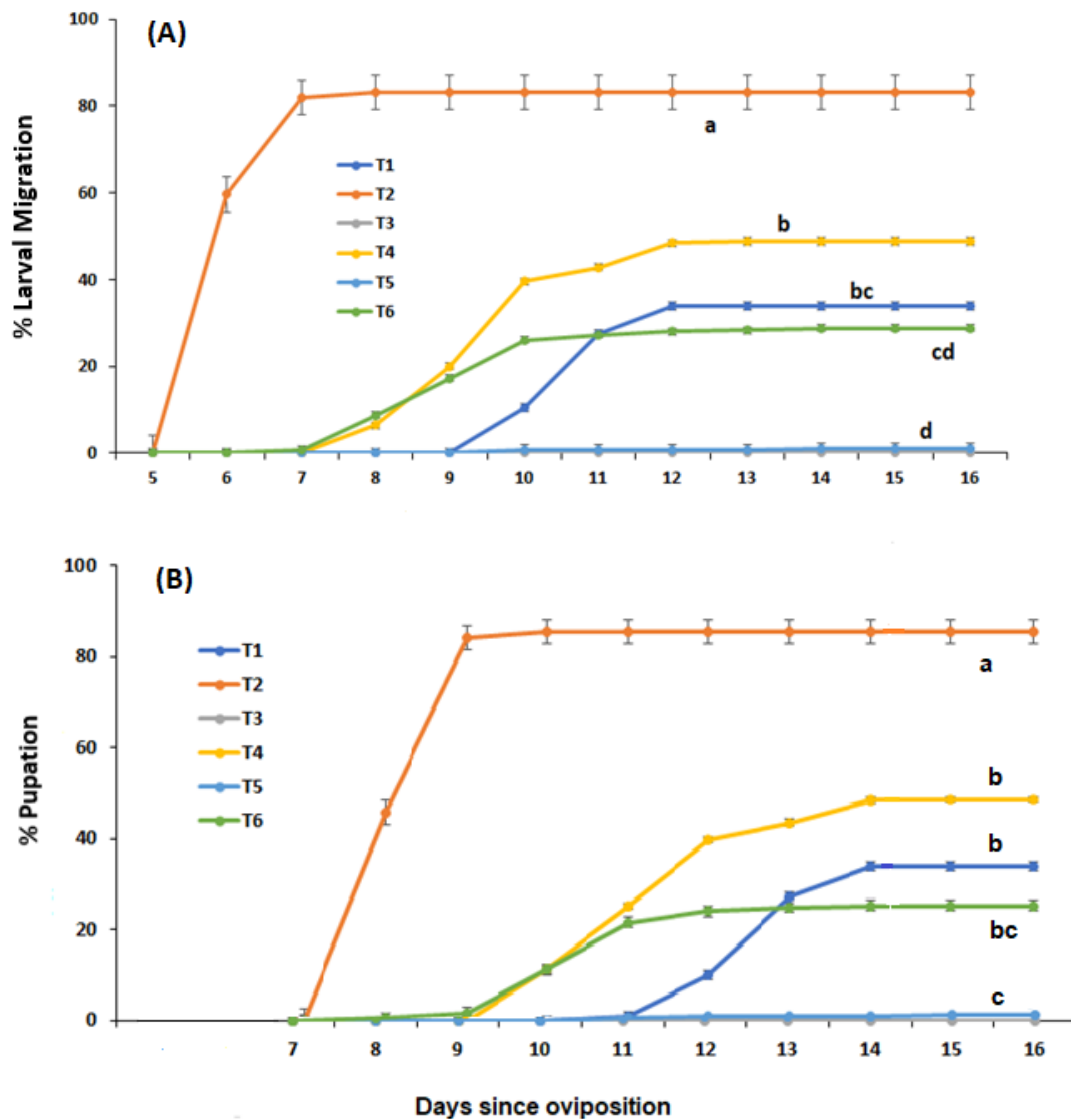 (A)
100
80
60
40
20
0
% Larval Migration
T1
T2
T3
T4
T5
T6
a
b
bc
cd
d
5 6 7 8 9 10 11 12 13 14 15 16
(B)
100
80
60
40
20
0
% Pupation
T1
T2
T3
T4
T5
T6
a
b
b
bc
c
7 8 9 10 11 12 13 14 15 16
Days since oviposition